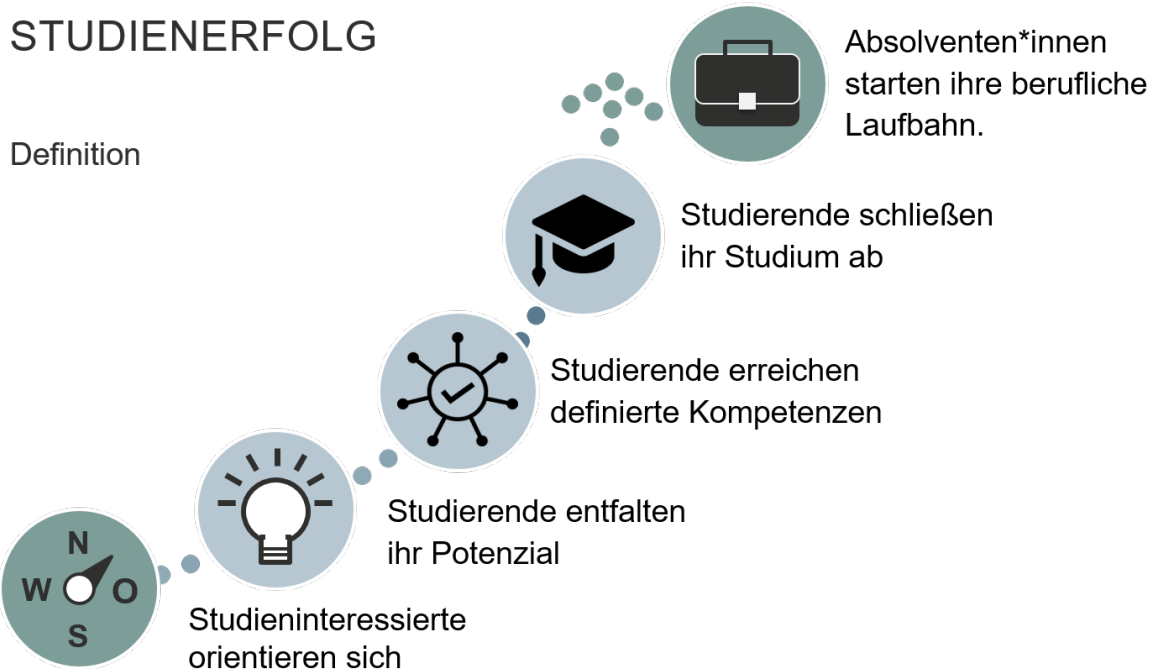 STUDIENERFOLG
Definition
Absolventen*innen
starten ihre berufliche
Laufbahn.
Studierende schließen
ihr Studium ab
Studierende erreichen
definierte Kompetenzen
Studierende entfalten
ihr Potenzial
N
W O
S
Studieninteressierte
orientieren sich